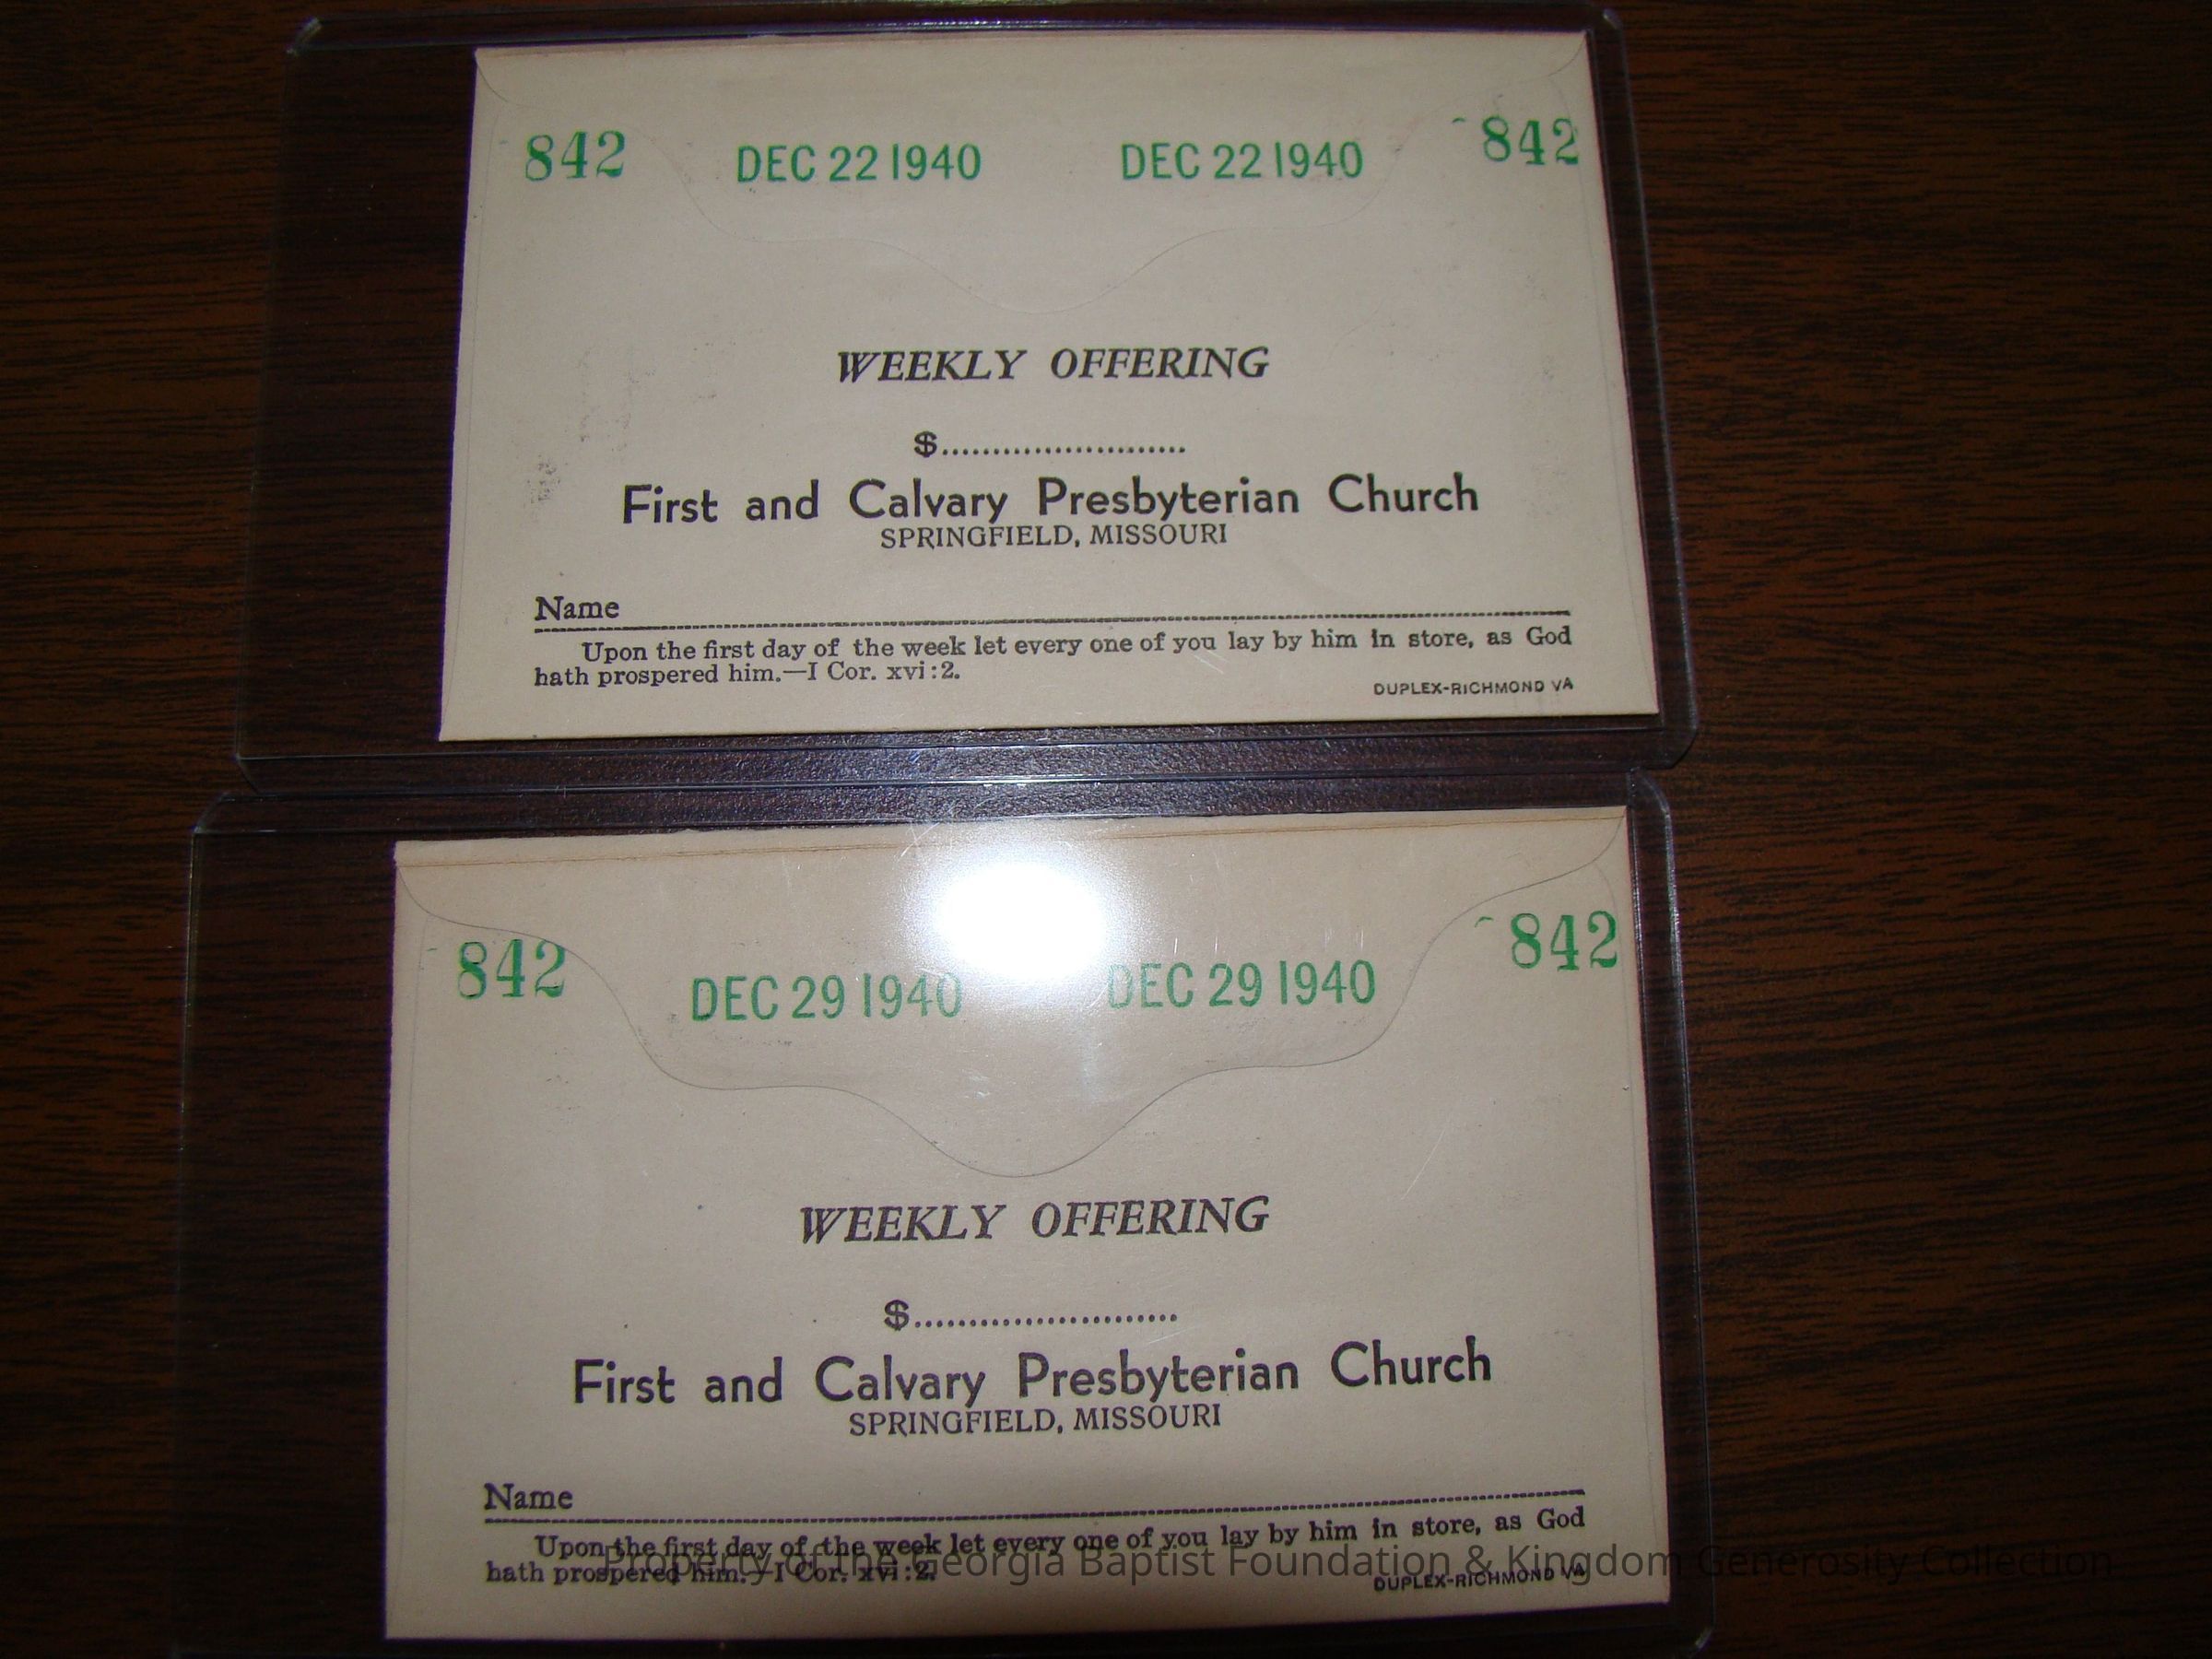 842 DEC 22 1940 DEC 22 1940 842
WEEKLY OFFERING
$........................
First and Calvary Presbyterian Church
SPRINGFIELD, MISSOURI
Name
Upon the first day of the week let every one of you lay by him in store, as God
hath prospered him.—I Cor. xvi:2.
DUPLEX-RICHMOND VA
842 DEC 29 1940 DEC 29 1940 842
WEEKLY OFFERING
$........................
First and Calvary Presbyterian Church
SPRINGFIELD, MISSOURI
Name
Upon the first day of the week let every one of you lay by him in store, as God
hath prospered him.—I Cor. xvi:2.
DUPLEX-RICHMOND VA
Property of the Georgia Baptist Foundation & Kingdom Generosity Collection